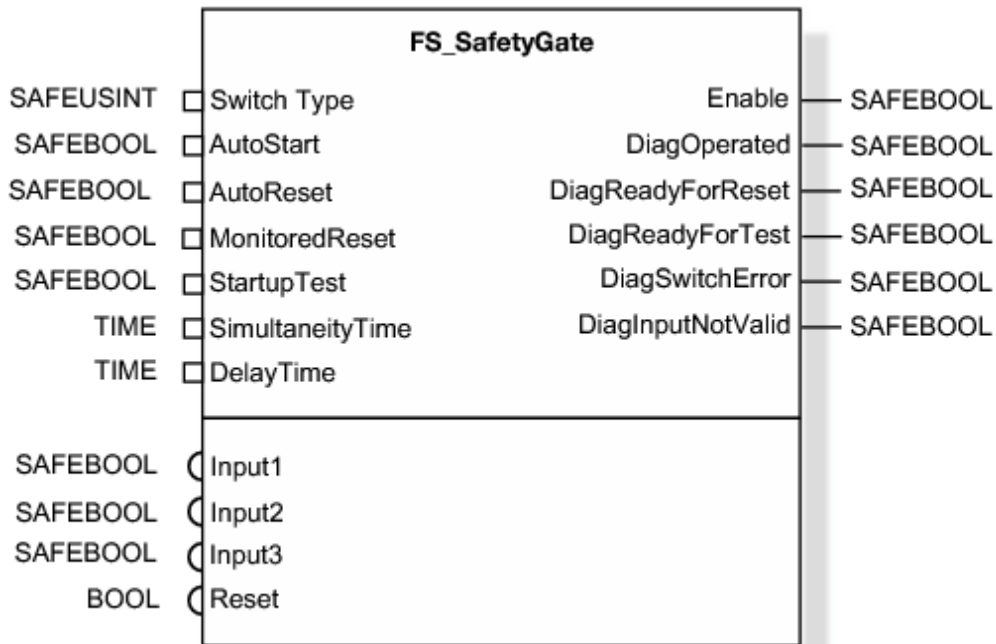 FS_SafetyGate
SAFEUSINT Switch Type Enable SAFEBOOL
SAFEBOOL AutoStart DiagOperated SAFEBOOL
SAFEBOOL AutoReset DiagReadyForReset SAFEBOOL
SAFEBOOL MonitoredReset DiagReadyForTest SAFEBOOL
SAFEBOOL StartupTest DiagSwitchError SAFEBOOL
TIME SimultaneityTime DiagInputNotValid SAFEBOOL
TIME DelayTime
SAFEBOOL Input1
SAFEBOOL Input2
SAFEBOOL Input3
BOOL Reset